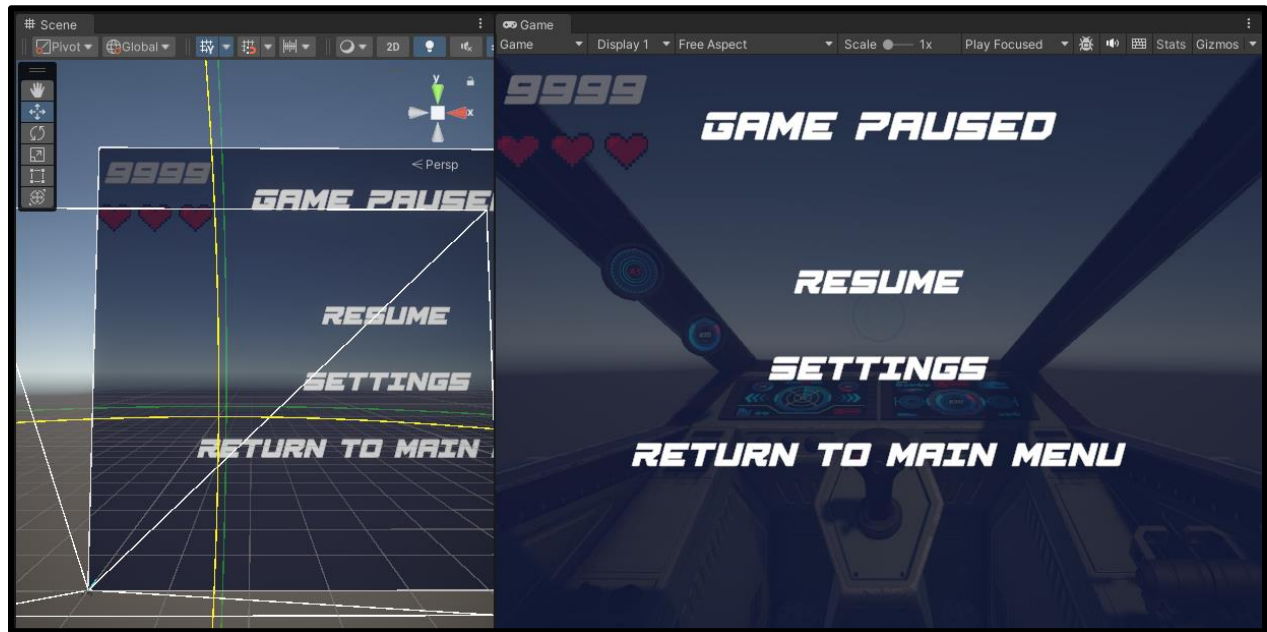 Scene
Pivot
Global
2D
9999
y
x
Persp
GAME PAUSE
RESUME
SETTINGS
RETURN TO MAIN
Game
Game
Display 1
Free Aspect
Scale
1x
Play Focused
Stats
Gizmos
9999
GAME PAUSED
RESUME
SETTINGS
RETURN TO MAIN MENU